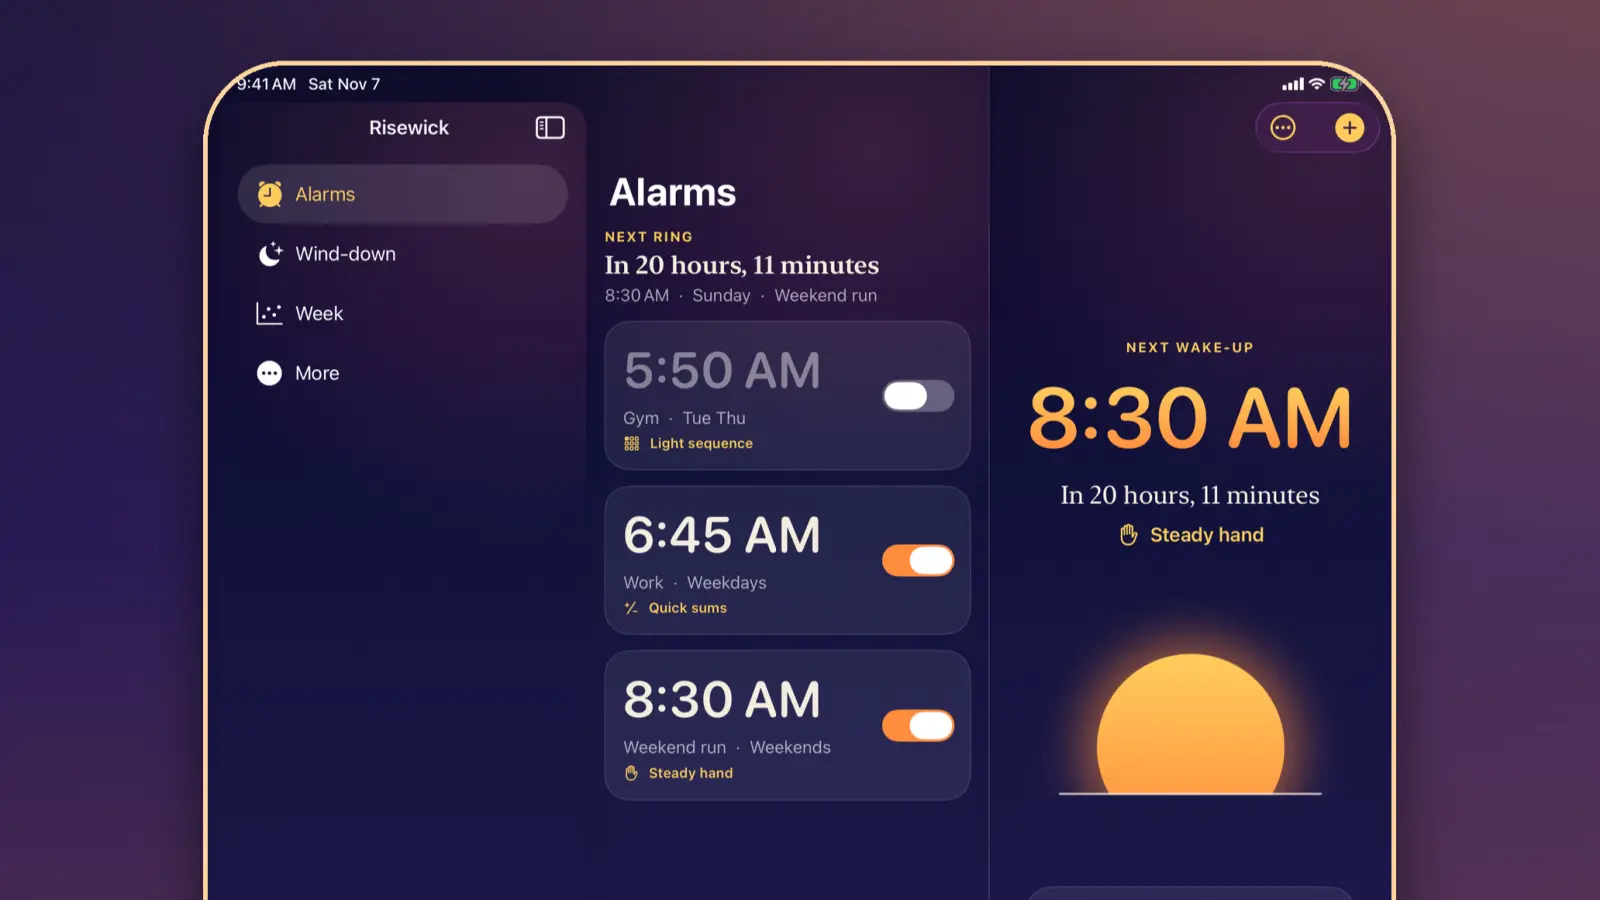 9:41 AM Sat Nov 7
Risewick
Alarms
Wind-down
Week
More
Alarms
NEXT RING
In 20 hours, 11 minutes
8:30 AM · Sunday · Weekend run
5:50 AM
Gym · Tue Thu
Light sequence
6:45 AM
Work · Weekdays
Quick sums
8:30 AM
Weekend run · Weekends
Steady hand
NEXT WAKE-UP
8:30 AM
In 20 hours, 11 minutes
Steady hand